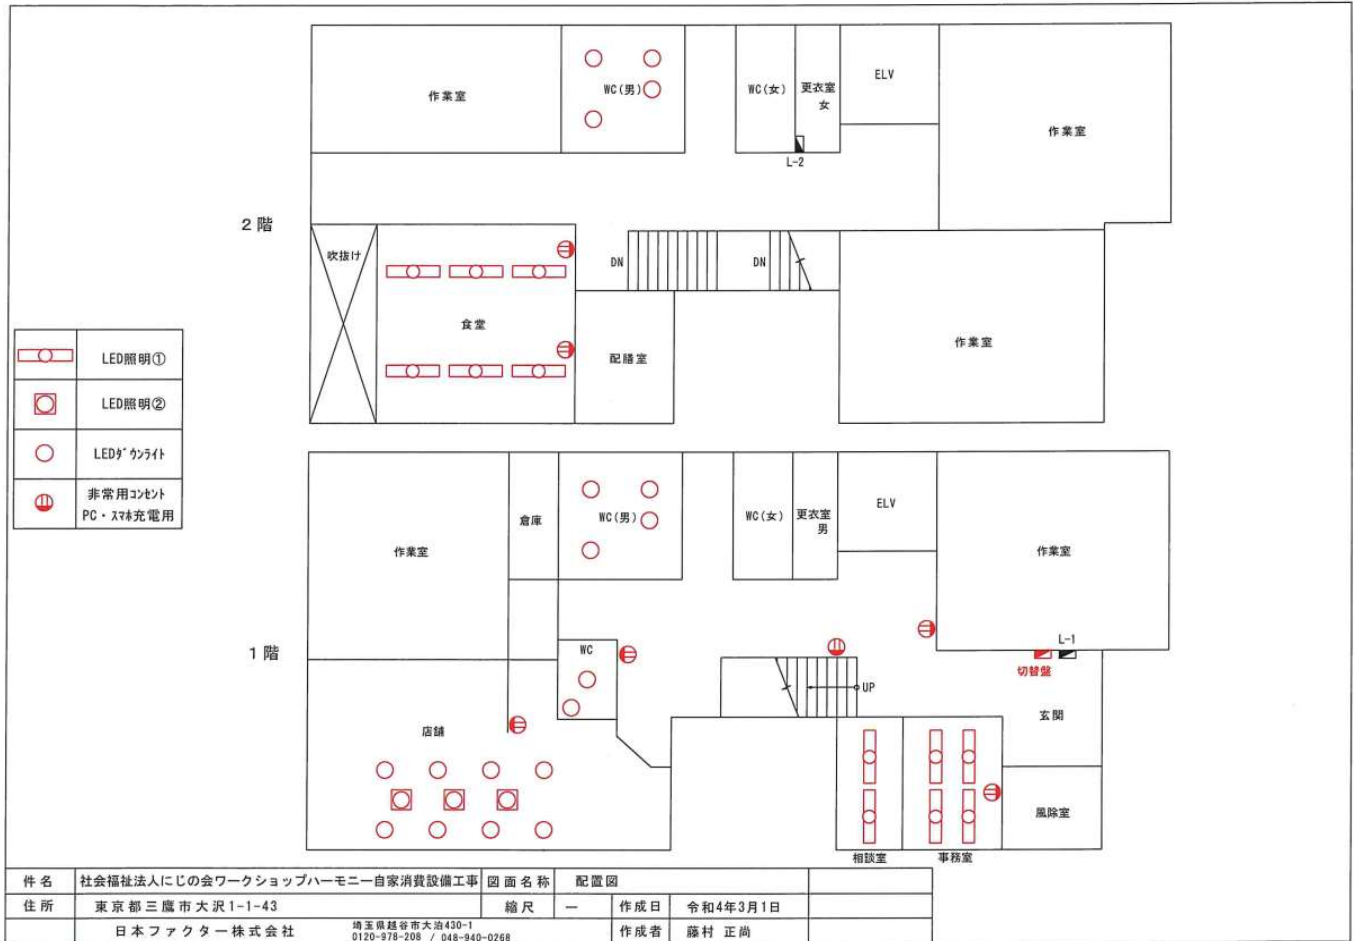 作業室
WC(男)
WC(女)
更衣室
女
ELV
作業室
L-2
2階
吹抜け
DN
DN
食堂
配膳室
作業室
LED照明①
LED照明②
LEDダウンライト
非常用コンセント
PC・スマホ充電用
作業室
倉庫
WC(男)
WC(女)
更衣室
男
ELV
作業室
1階
WC
L-1
切替盤
UP
玄関
店舗
風除室
相談室
事務室
件名 社会福祉法人にじの会ワークショップハーモニー自家消費設備工事 図面名称 配置図
住所 東京都三鷹市大沢1-1-43 縮尺 ー 作成日 令和4年3月1日
日本ファクター株式会社 埼玉県越谷市大泊430-1
0120-978-208 / 048-940-0268 作成者 藤村 正尚